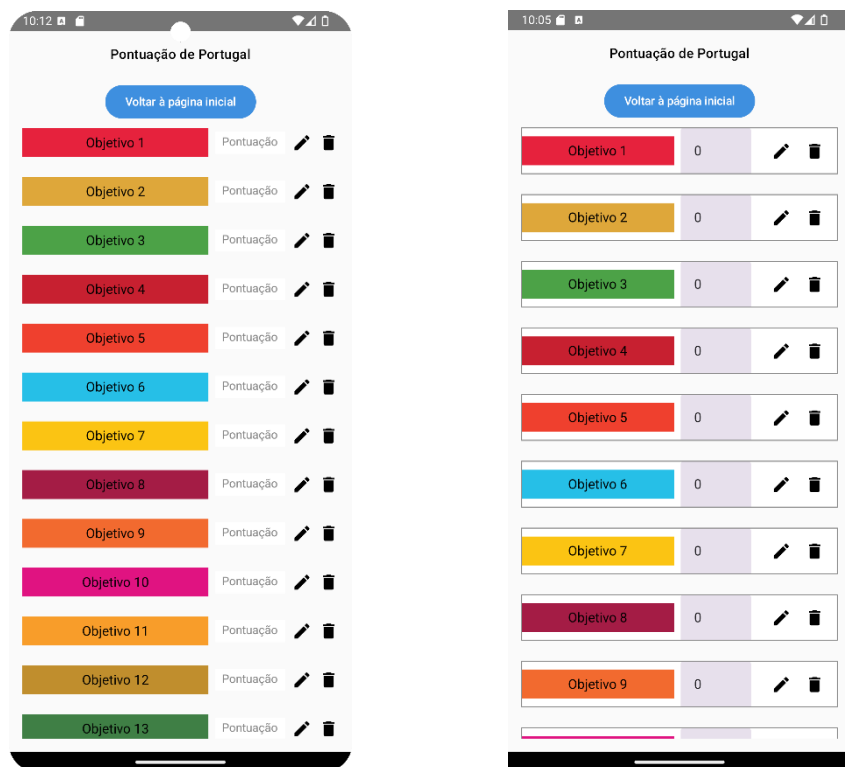 10:12
Pontuação de Portugal
Voltar à página inicial
Objetivo 1 Pontuação
Objetivo 2 Pontuação
Objetivo 3 Pontuação
Objetivo 4 Pontuação
Objetivo 5 Pontuação
Objetivo 6 Pontuação
Objetivo 7 Pontuação
Objetivo 8 Pontuação
Objetivo 9 Pontuação
Objetivo 10 Pontuação
Objetivo 11 Pontuação
Objetivo 12 Pontuação
Objetivo 13 Pontuação
10:05
Pontuação de Portugal
Voltar à página inicial
Objetivo 1 0
Objetivo 2 0
Objetivo 3 0
Objetivo 4 0
Objetivo 5 0
Objetivo 6 0
Objetivo 7 0
Objetivo 8 0
Objetivo 9 0